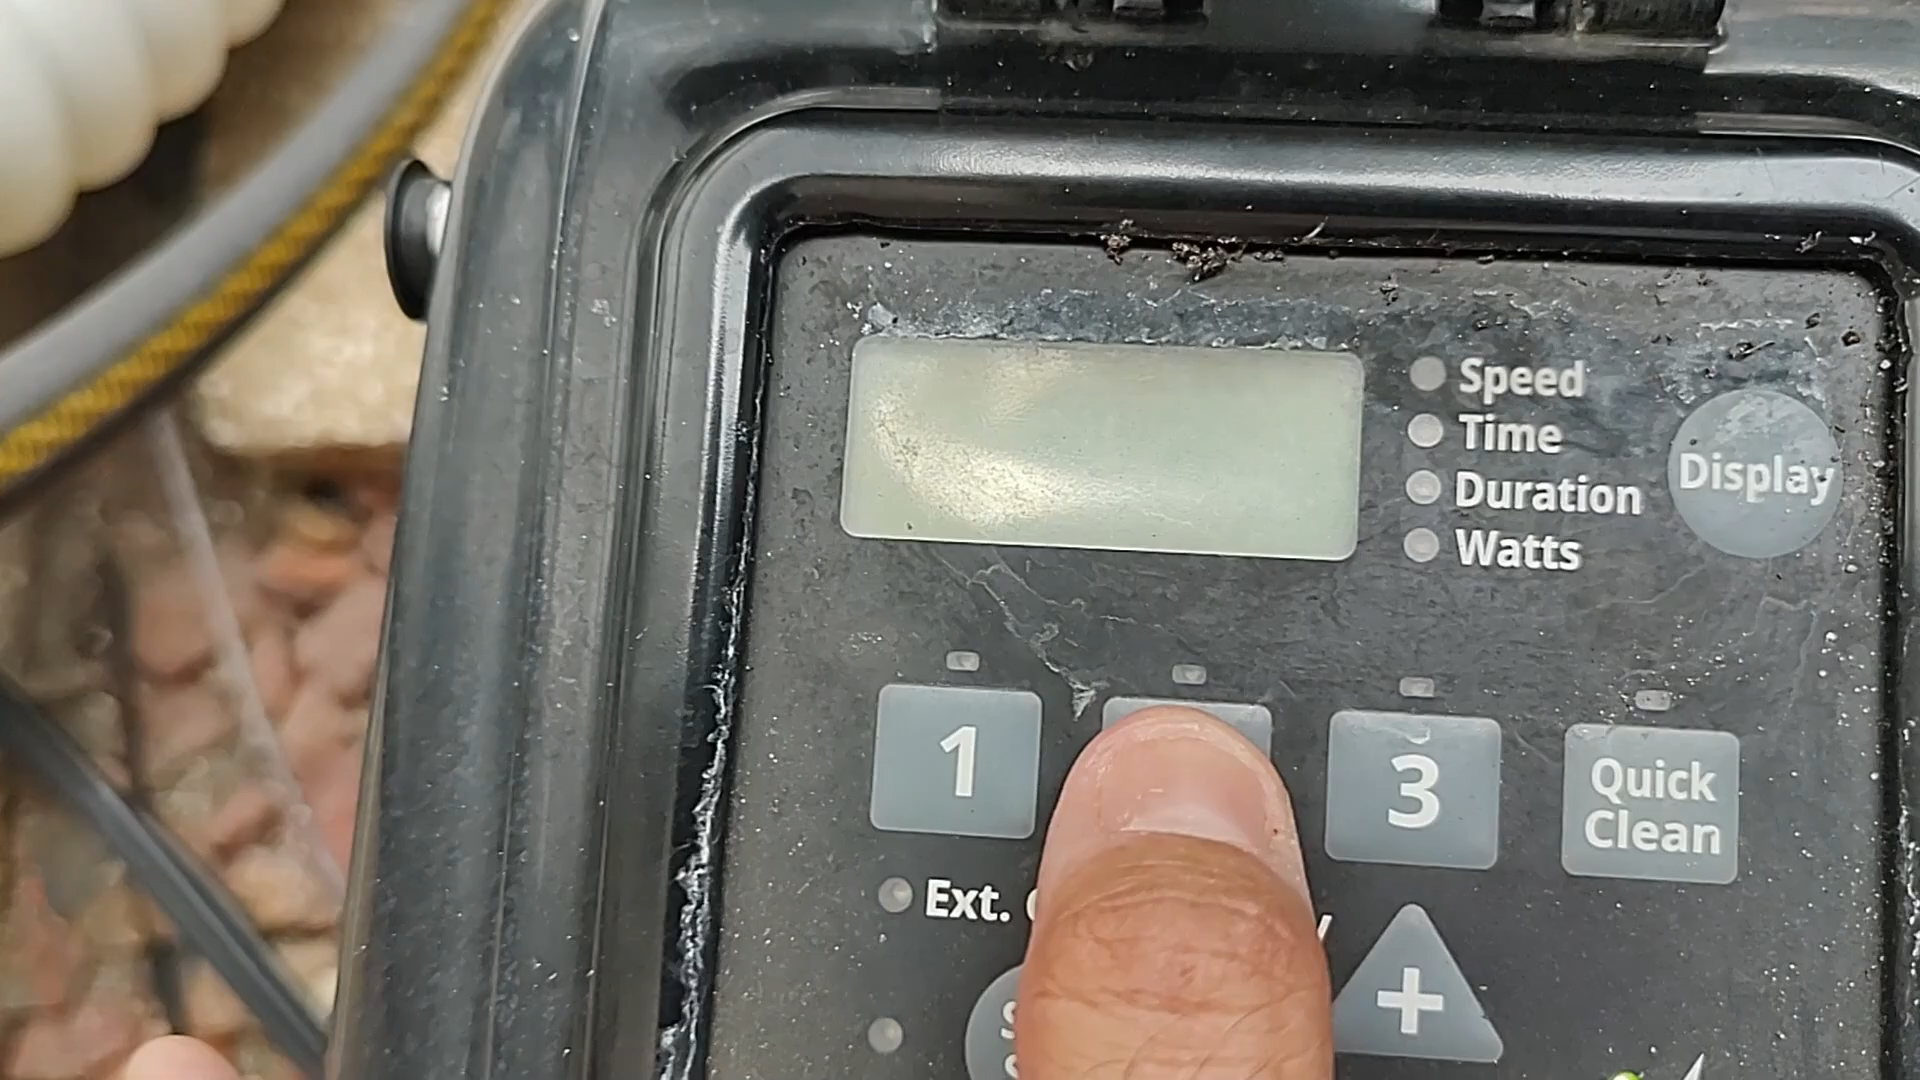 Speed
Time
Duration
Watts
Display
1
3
Quick
Clean
Ext.
+